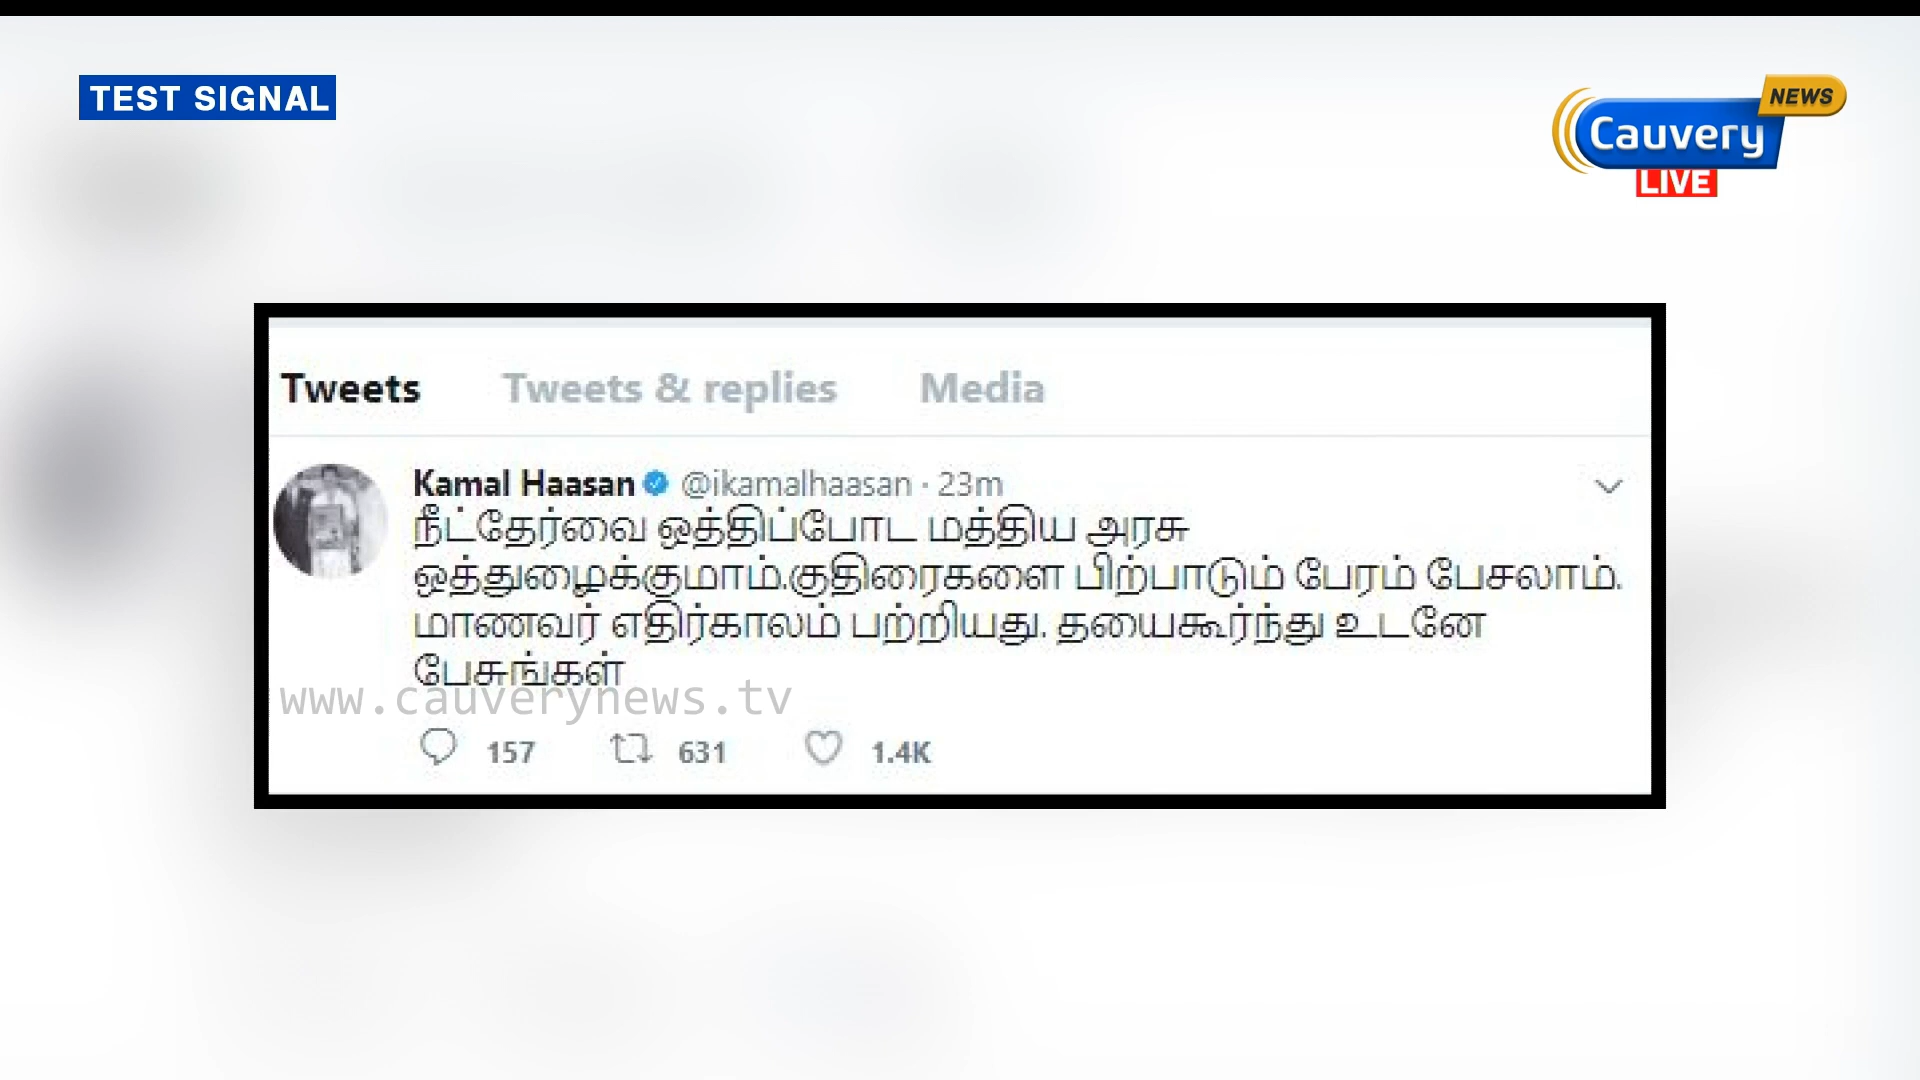 TEST SIGNAL
NEWS
Cauvery
LIVE
Tweets Tweets & replies Media
Kamal Haasan @ikamalhaasan · 23m
நீட்தேர்வை ஒத்திப்போட மத்திய அரசு
ஒத்துழைக்குமாம்.குதிரைகளை பிற்பாடும் பேரம் பேசலாம்.
மாணவர் எதிர்காலம் பற்றியது. தயைகூர்ந்து உடனே
பேசுங்கள்
www.cauverynews.tv
157 631 1.4K